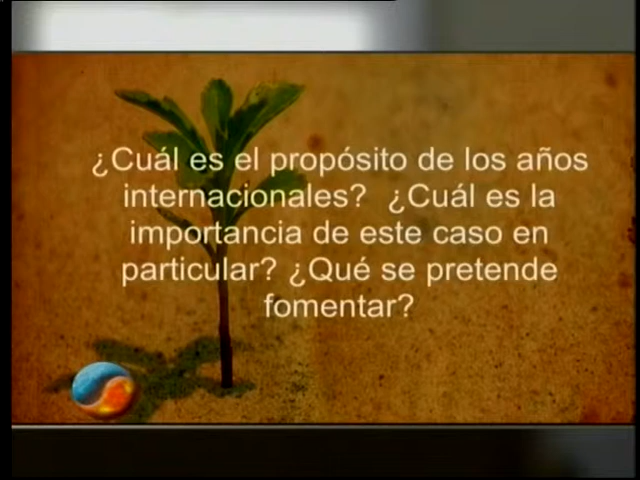 ¿Cuál es el propósito de los años
internacionales? ¿Cuál es la
importancia de este caso en
particular? ¿Qué se pretende
fomentar?